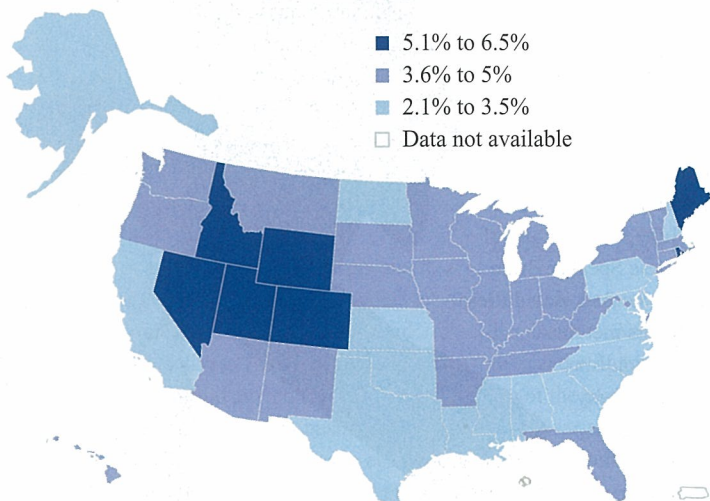 5.1% to 6.5%
3.6% to 5%
2.1% to 3.5%
Data not available